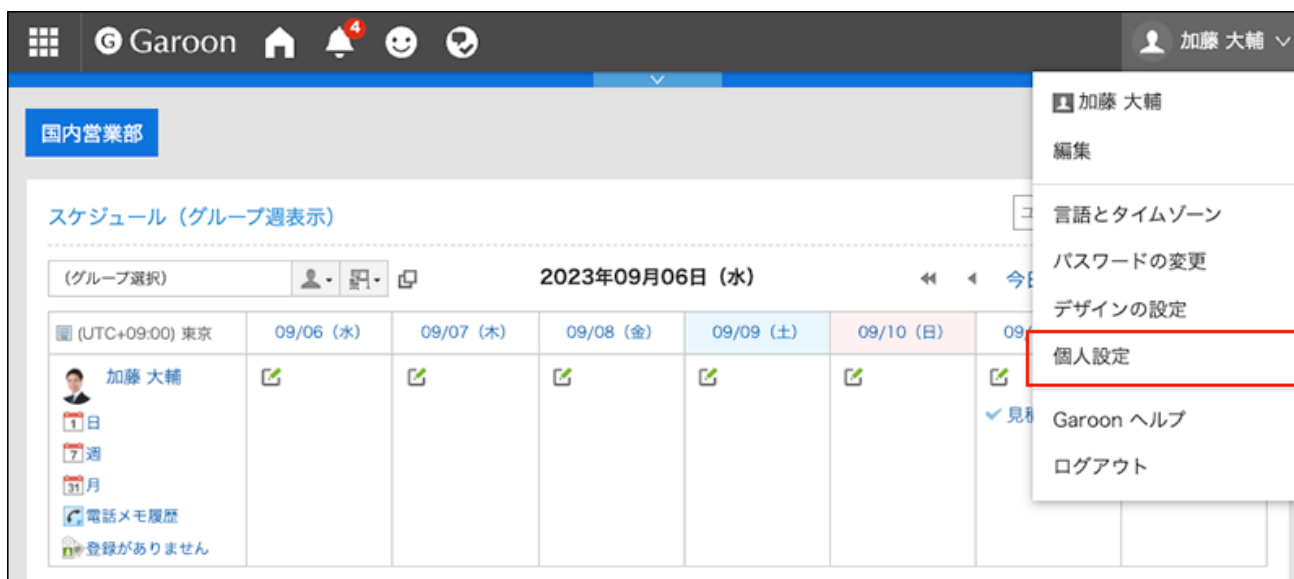 Garoon
4
加藤 大輔
国内営業部
スケジュール（グループ週表示）
(グループ選択)
2023年09月06日（水）
(UTC+09:00) 東京
09/06（水）
09/07（木）
09/08（金）
09/09（土）
09/10（日）
加藤 大輔
1 日
7 週
31 月
電話メモ履歴
登録がありません
加藤 大輔
編集
言語とタイムゾーン
パスワードの変更
デザインの設定
個人設定
Garoon ヘルプ
ログアウト